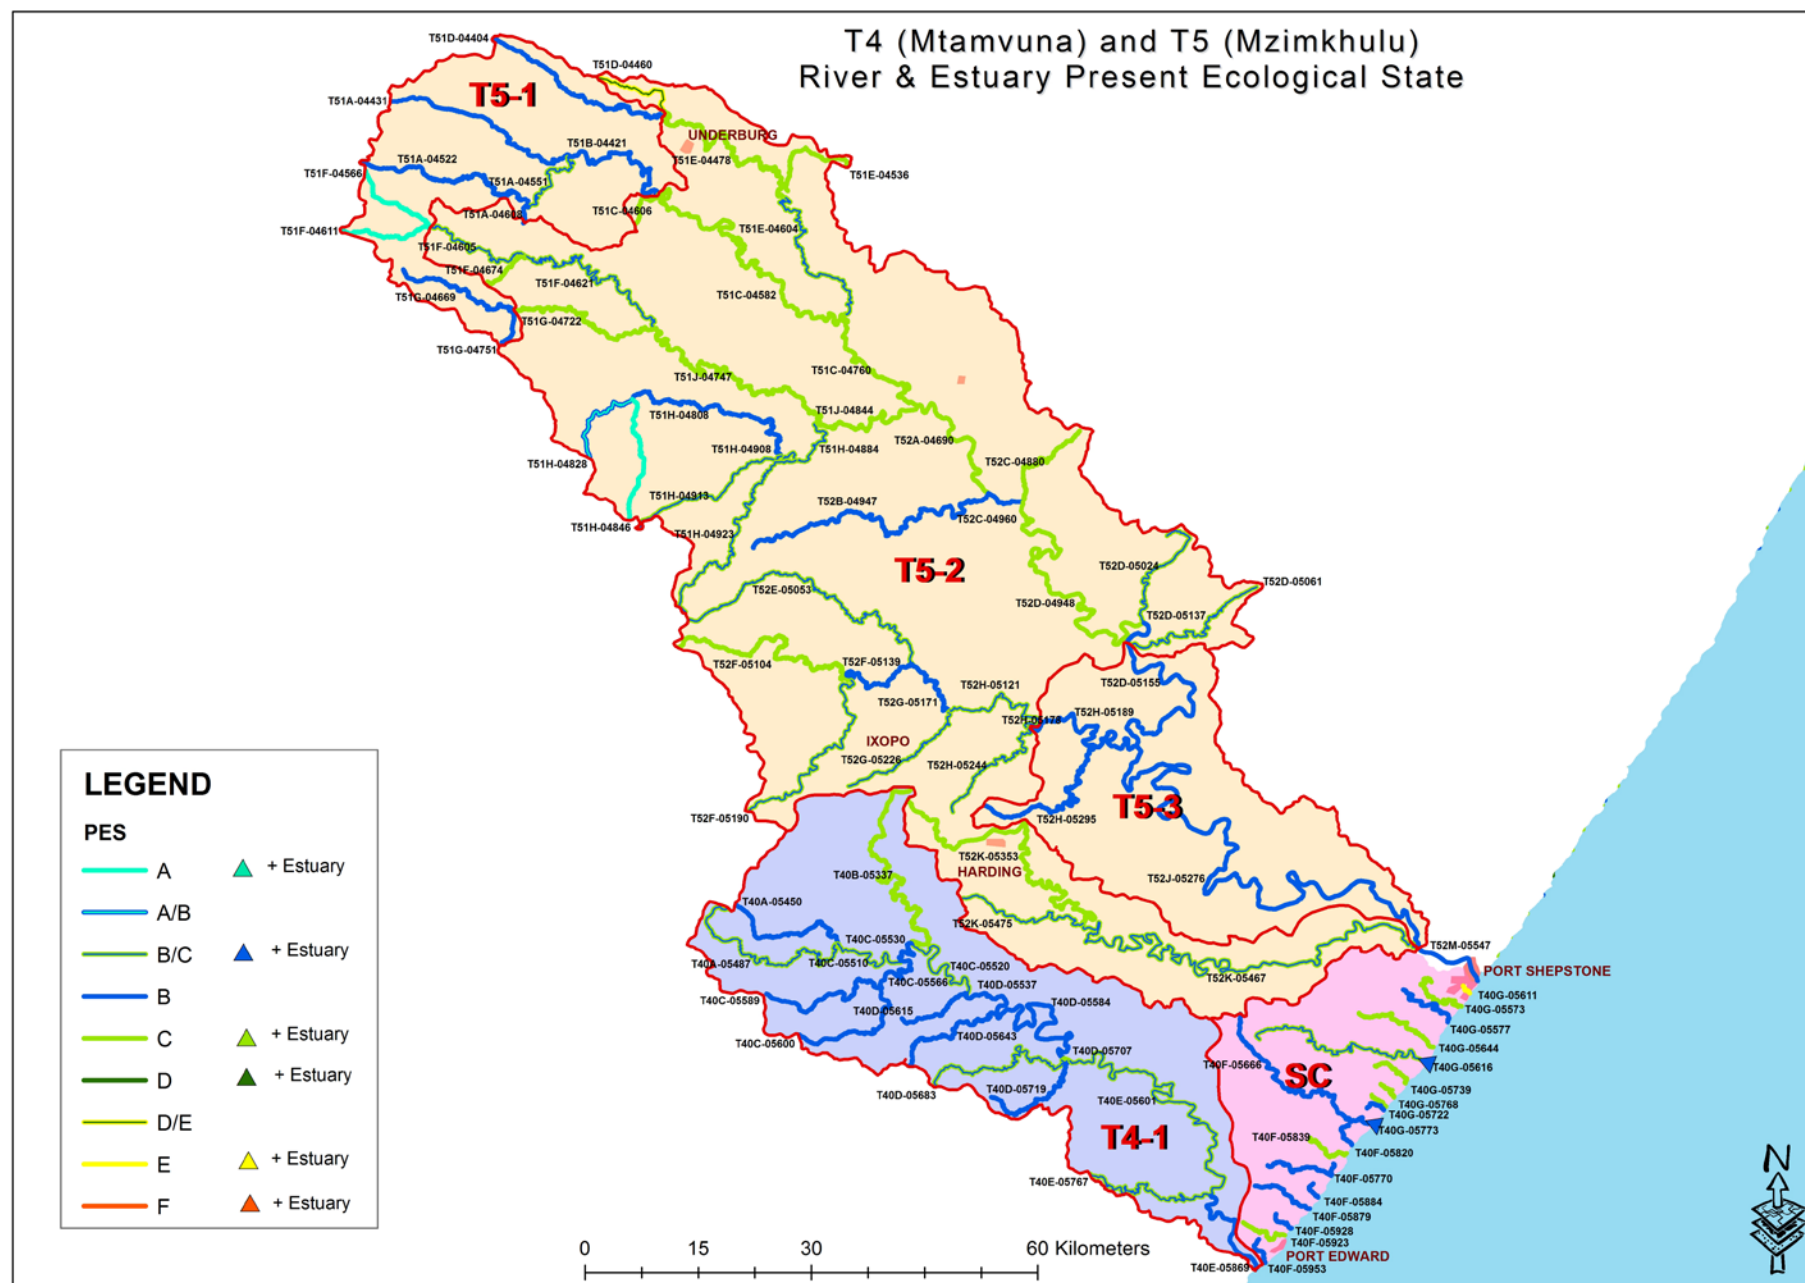 T4 (Mtamvuna) and T5 (Mzimkhulu)
River & Estuary Present Ecological State
T51D-04404
T51D-04460
T5-1
T51A-04431
UNDERBURG
T51B-04421
T51E-04478
T51A-04522
T51F-04566
T51E-04536
T51A-04551
T51A-04608
T51C-04606
T51F-04611
T51E-04604
T51F-04605
T51F-04674
T51F-04621
T51G-04669
T51C-04582
T51G-04722
T51G-04751
T51J-04747
T51C-04760
T51H-04808
T51J-04844
T52A-04690
T51H-04908
T51H-04884
T51H-04828
T52C-04880
T51H-04913
T52B-04947
T52C-04960
T51H-04846
T51H-04923
T5-2
T52D-05024
T52D-05061
T52E-05053
T52D-04948
T52D-05137
T52F-05104
T52F-05139
T52D-05155
T52H-05121
T52G-05171
T52H-05189
T52H-05178
IXOPO
T52G-05226
T52H-05244
T5-3
T52F-05190
T52H-05295
T52K-05353
HARDING
T40B-05337
T52J-05276
T40A-05450
T52K-05475
T40C-05530
T52M-05547
T40A-05487
T40C-05510
T40C-05520
T52K-05467
PORT SHEPSTONE
T40C-05566
T40D-05537
T40G-05611
T40C-05589
T40D-05584
T40G-05573
T40D-05615
T40G-05577
T40C-05600
T40D-05643
T40G-05644
T40D-05707
T40F-05666
T40G-05616
SC
T40D-05683
T40D-05719
T40G-05739
T40E-05601
T40G-05768
T40G-05722
T40G-05773
T4-1
T40F-05839
T40F-05820
T40E-05767
T40F-05770
T40F-05884
T40F-05879
T40F-05928
T40F-05923
PORT EDWARD
T40E-05869
T40F-05953
LEGEND
PES
A + Estuary
A/B
B/C + Estuary
B
C + Estuary
D + Estuary
D/E
E + Estuary
F + Estuary
0 15 30 60 Kilometers
N